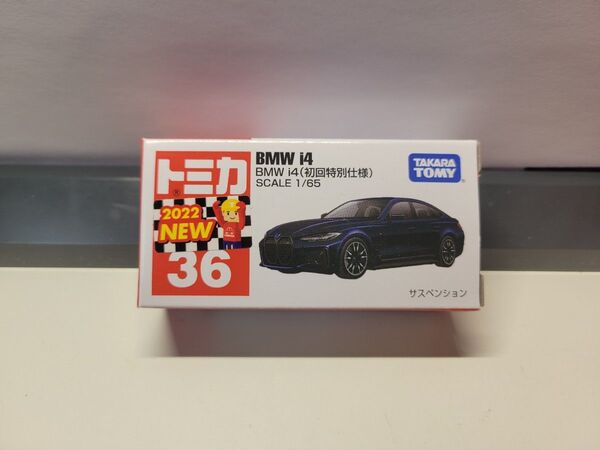 トミカ
®
2022
NEW
36
BMW i4
BMW i4(初回特別仕様)
SCALE 1/65
TAKARA
TOMY
サスペンション